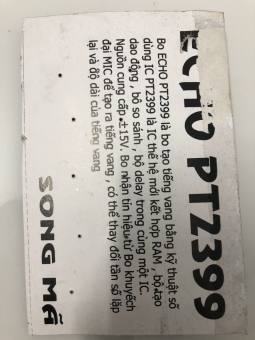 ECHO PT2399
Bo ECHO PT2399 là bo tạo tiếng vang bằng kỹ thuật số
dùng IC PT2399 là IC thế hệ mới kết hợp RAM , bộ tạo
dao động , bộ so sánh , bộ delay trong cùng một IC.
Nguồn cung cấp ±15V. Bo nhận tín hiệu từ Bo khuyếch
đại MIC để tạo ra tiếng vang , có thể thay đổi tần số lặp
lại và độ dài của tiếng vang
SONG MÃ